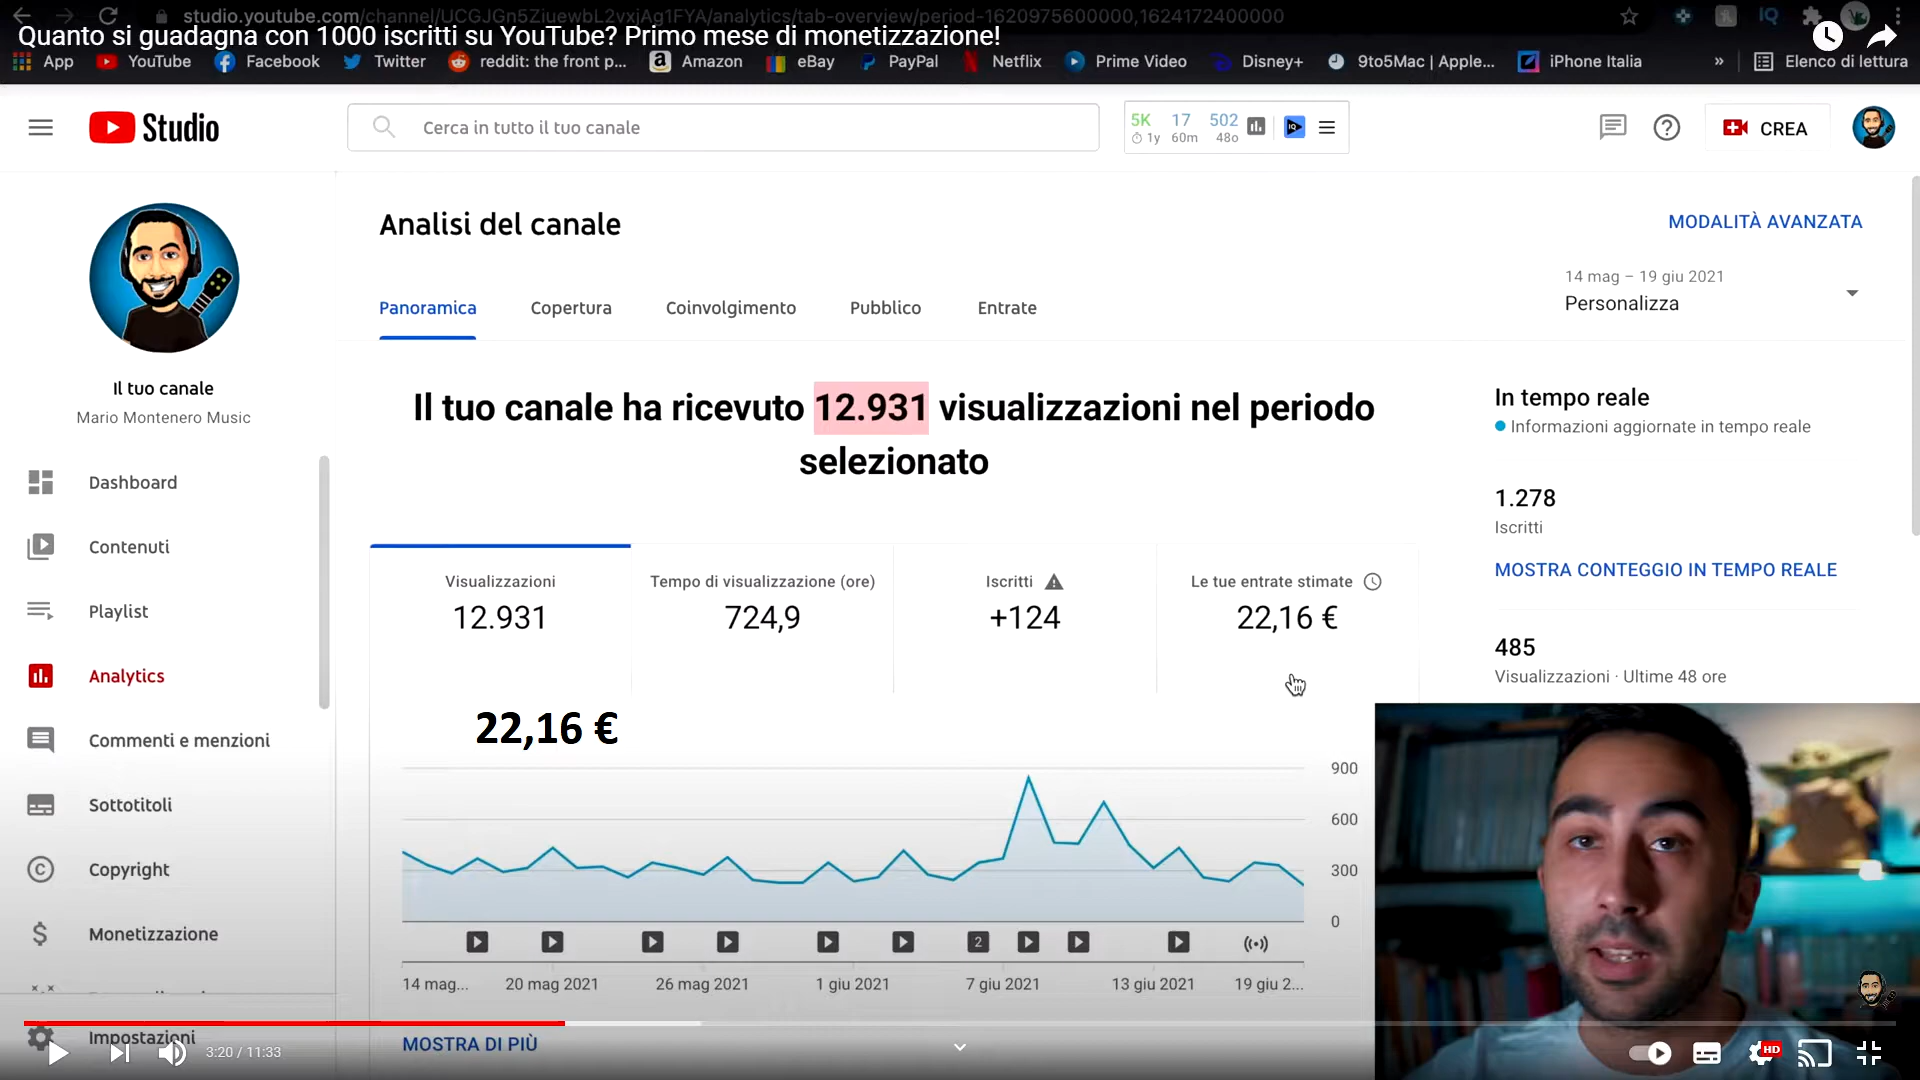 studio.youtube.com/channel/UCGJGn5ZiuewbL2vxjAg1FYA/analytics/tab-overview/period-1620975600000,1624172400000
Quanto si guadagna con 1000 iscritti su YouTube? Primo mese di monetizzazione!
App YouTube Facebook Twitter reddit: the front p... Amazon eBay PayPal Netflix Prime Video Disney+ 9to5Mac | Apple... iPhone Italia » Elenco di lettura
Studio
Cerca in tutto il tuo canale
5K 17 502
1y 60m 48o
CREA
Analisi del canale
MODALITÀ AVANZATA
14 mag – 19 giu 2021
Personalizza
Panoramica Copertura Coinvolgimento Pubblico Entrate
Il tuo canale
Mario Montenero Music
Dashboard
Contenuti
Playlist
Analytics
Commenti e menzioni
Sottotitoli
Copyright
Monetizzazione
Impostazioni
Il tuo canale ha ricevuto 12.931 visualizzazioni nel periodo
selezionato
In tempo reale
Informazioni aggiornate in tempo reale
1.278
Iscritti
MOSTRA CONTEGGIO IN TEMPO REALE
485
Visualizzazioni · Ultime 48 ore
Visualizzazioni
12.931
Tempo di visualizzazione (ore)
724,9
Iscritti
+124
Le tue entrate stimate
22,16 €
22,16 €
900
600
300
0
2
14 mag... 20 mag 2021 26 mag 2021 1 giu 2021 7 giu 2021 13 giu 2021 19 giu 2...
MOSTRA DI PIÙ
3:20 / 11:33
HD